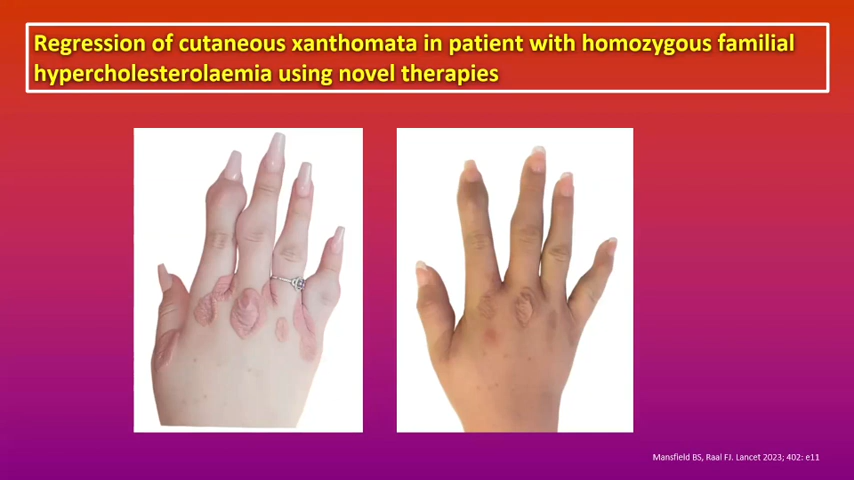 Regression of cutaneous xanthomata in patient with homozygous familial
hypercholesterolaemia using novel therapies
Mansfield BS, Raal FJ. Lancet 2023; 402: e11